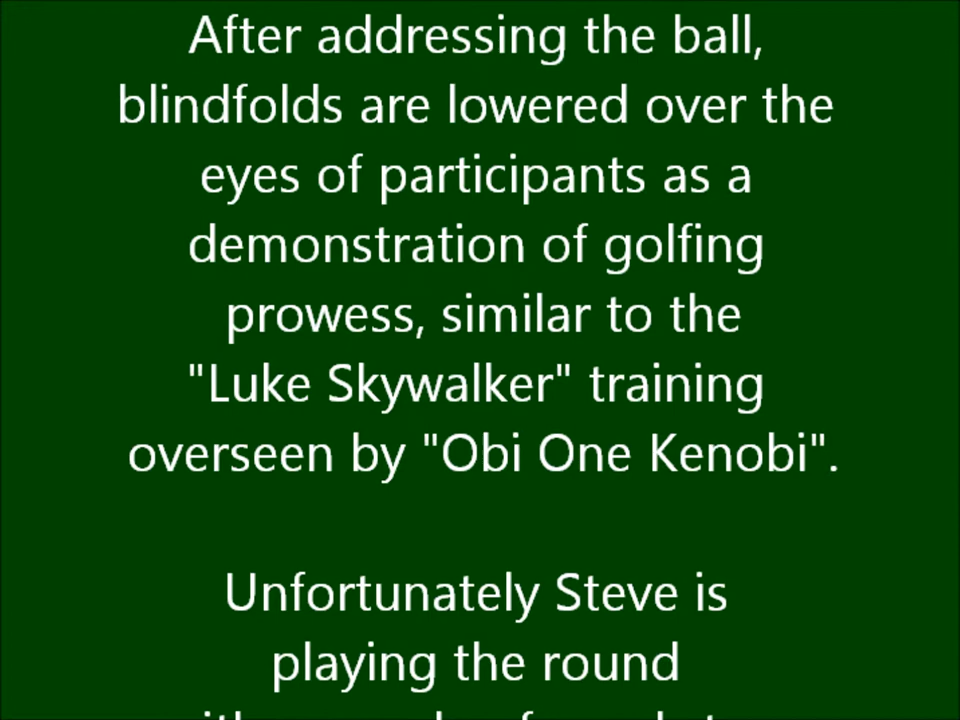 After addressing the ball,
blindfolds are lowered over the
eyes of participants as a
demonstration of golfing
prowess, similar to the
"Luke Skywalker" training
overseen by "Obi One Kenobi".
Unfortunately Steve is
playing the round